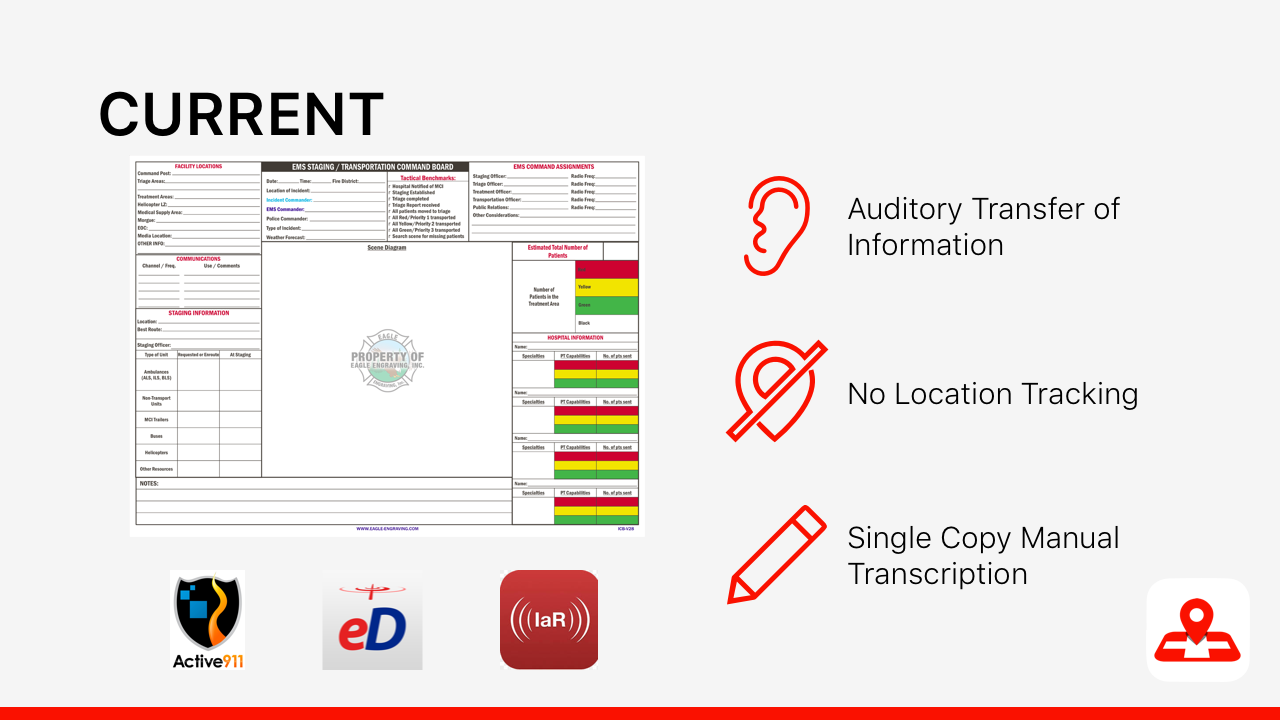 CURRENT
FACILITY LOCATIONS
Command Post:
Triage Areas:
Treatment Areas:
Helicopter LZ:
Medical Supply Area:
Morgue:
EOC:
Media Location:
OTHER INFO:
COMMUNICATIONS
Channel / Freq. Use / Comments
STAGING INFORMATION
Location:
Best Route:
Staging Officer:
Type of Unit Requested or Enroute At Staging
Ambulances
(ALS, ILS, BLS)
Non-Transport
Units
MCI Trailers
Buses
Helicopters
Other Resources
NOTES:
EMS STAGING / TRANSPORTATION COMMAND BOARD
Date: Time: Fire District:
Location of Incident:
Incident Commander:
EMS Commander:
Police Commander:
Type of Incident:
Weather Forecast:
Tactical Benchmarks:
Hospital Notified of MCI
Staging Established
Triage completed
Triage Report received
All patients moved to triage
All Red/Priority 1 transported
All Yellow/Priority 2 transported
All Green/Priority 3 transported
Search scene for missing patients
EMS COMMAND ASSIGNMENTS
Staging Officer: Radio Freq:
Triage Officer: Radio Freq:
Treatment Officer: Radio Freq:
Transportation Officer: Radio Freq:
Public Relations: Radio Freq:
Other Considerations:
Scene Diagram
EAGLE
PROPERTY OF
EAGLE ENGRAVING, INC.
ENGRAVING, INC.
Estimated Total Number of
Patients
Number of
Patients in the
Treatment Area
Yellow
Green
Black
HOSPITAL INFORMATION
Name:
Specialties PT Capabilities No. of pts sent
Name:
Specialties PT Capabilities No. of pts sent
Name:
Specialties PT Capabilities No. of pts sent
Name:
Specialties PT Capabilities No. of pts sent
WWW.EAGLE-ENGRAVING.COM
ICB-V2B
Active911
eD
IaR
Auditory Transfer of
Information
No Location Tracking
Single Copy Manual
Transcription